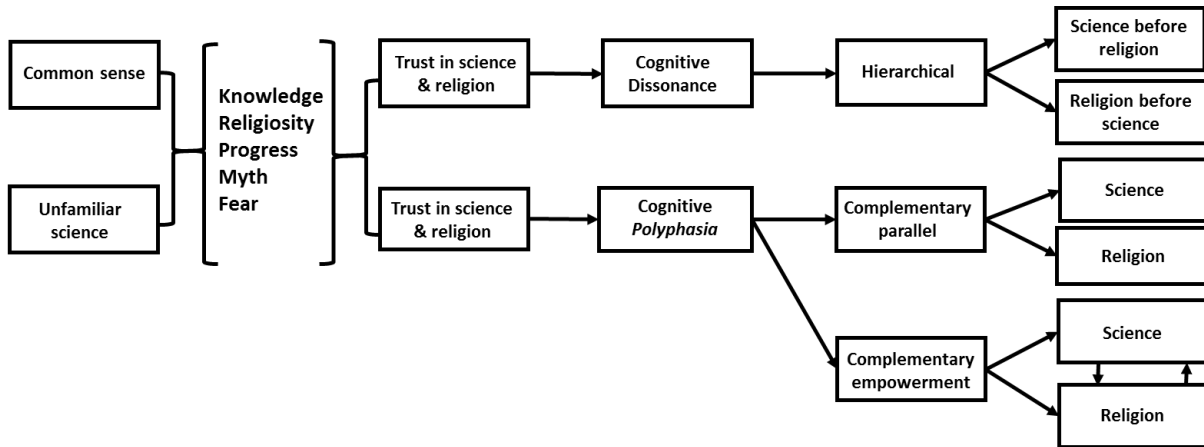 Common sense
Unfamiliar
science
Knowledge
Religiosity
Progress
Myth
Fear
Trust in science
& religion
Cognitive
Dissonance
Hierarchical
Science before
religion
Religion before
science
Trust in science
& religion
Cognitive
Polyphasia
Complementary
parallel
Science
Religion
Complementary
empowerment
Science
Religion